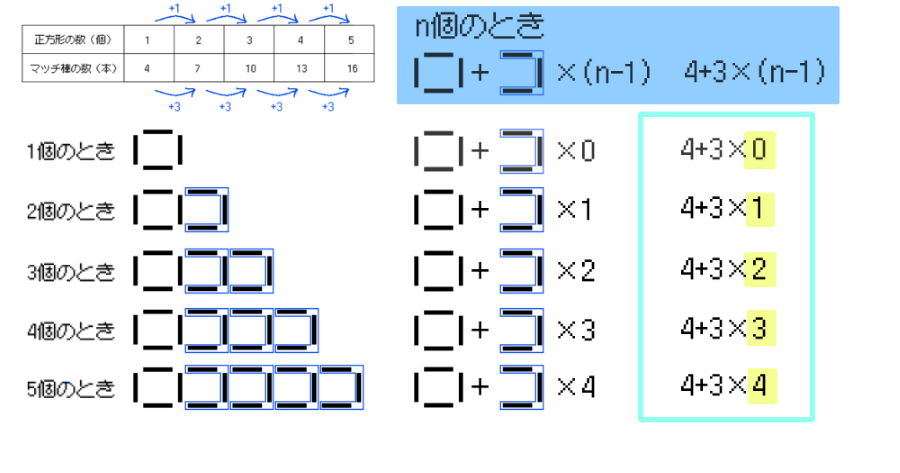 +1 +1 +1 +1
正方形の数（個） 1 2 3 4 5
マッチ棒の数（本） 4 7 10 13 16
+3 +3 +3 +3
n個のとき
+ ×(n-1) 4+3×(n-1)
1個のとき + ×0 4+3×0
2個のとき + ×1 4+3×1
3個のとき + ×2 4+3×2
4個のとき + ×3 4+3×3
5個のとき + ×4 4+3×4